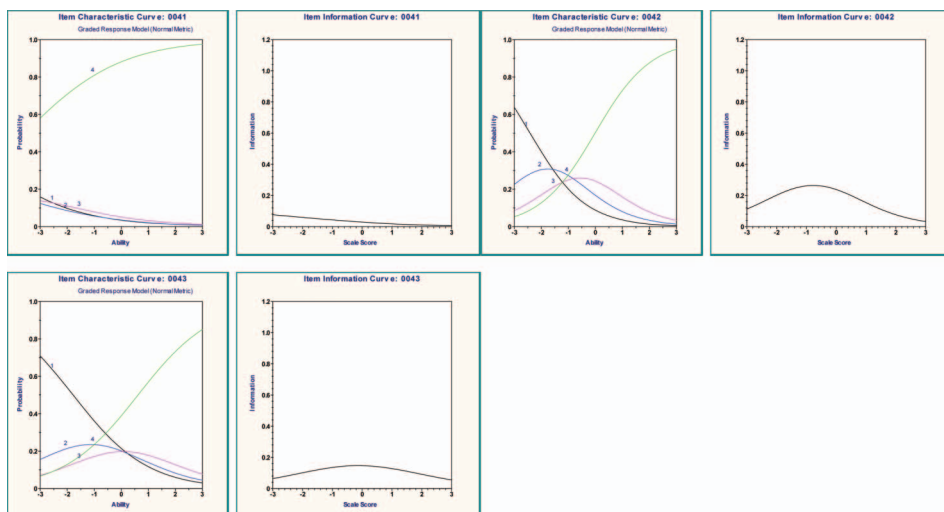 Item Characteristic Curve: 0041
Graded Response Model (Normal Metric)
1.0
0.8
0.6
0.4
0.2
0
Probability
4
1
2
3
-3 -2 -1 0 1 2 3
Ability
Item Information Curve: 0041
1.2
1.0
0.8
0.6
0.4
0.2
0
Information
-3 -2 -1 0 1 2 3
Scale Score
Item Characteristic Curve: 0042
Graded Response Model (Normal Metric)
1.0
0.8
0.6
0.4
0.2
0
Probability
1
2
4
3
-3 -2 -1 0 1 2 3
Ability
Item Information Curve: 0042
1.2
1.0
0.8
0.6
0.4
0.2
0
Information
-3 -2 -1 0 1 2 3
Scale Score
Item Characteristic Curve: 0043
Graded Response Model (Normal Metric)
1.0
0.8
0.6
0.4
0.2
0
Probability
1
2
4
3
-3 -2 -1 0 1 2 3
Ability
Item Information Curve: 0043
1.2
1.0
0.8
0.6
0.4
0.2
0
Information
-3 -2 -1 0 1 2 3
Scale Score